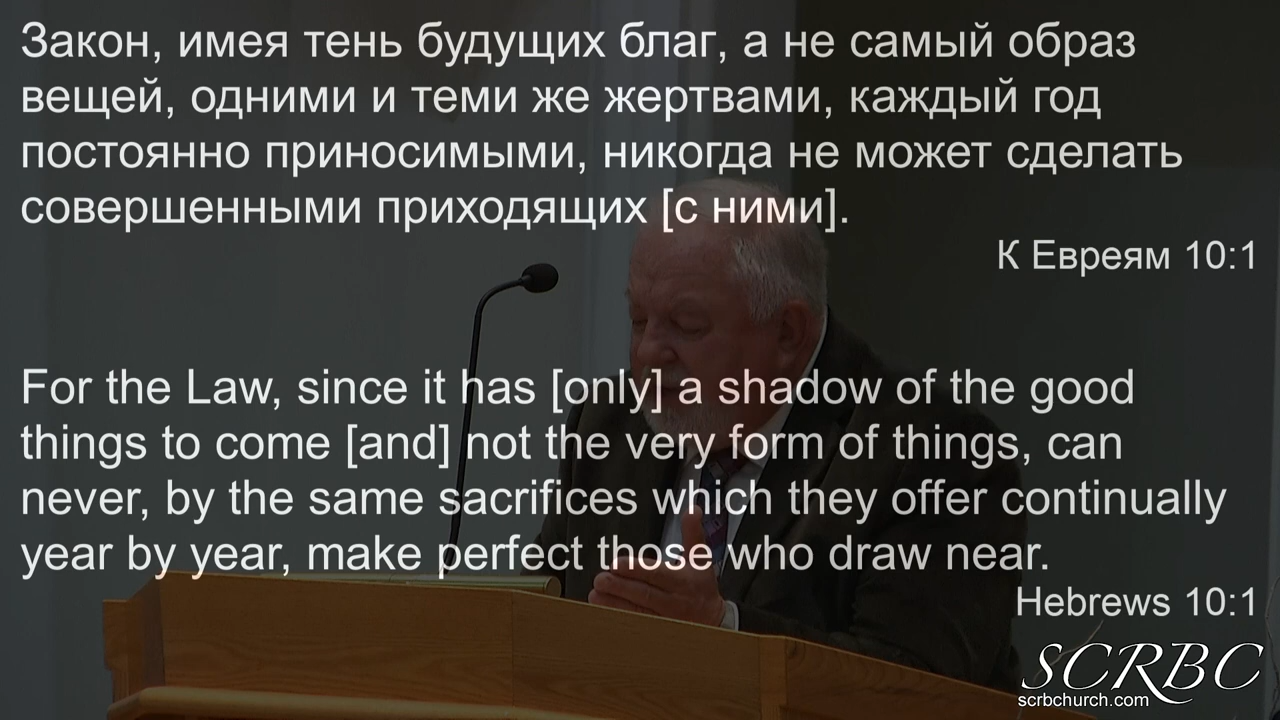 Закон, имея тень будущих благ, а не самый образ
вещей, одними и теми же жертвами, каждый год
постоянно приносимыми, никогда не может сделать
совершенными приходящих [с ними].
К Евреям 10:1
For the Law, since it has [only] a shadow of the good
things to come [and] not the very form of things, can
never, by the same sacrifices which they offer continually
year by year, make perfect those who draw near.
Hebrews 10:1
SCRBC
scrbchurch.com